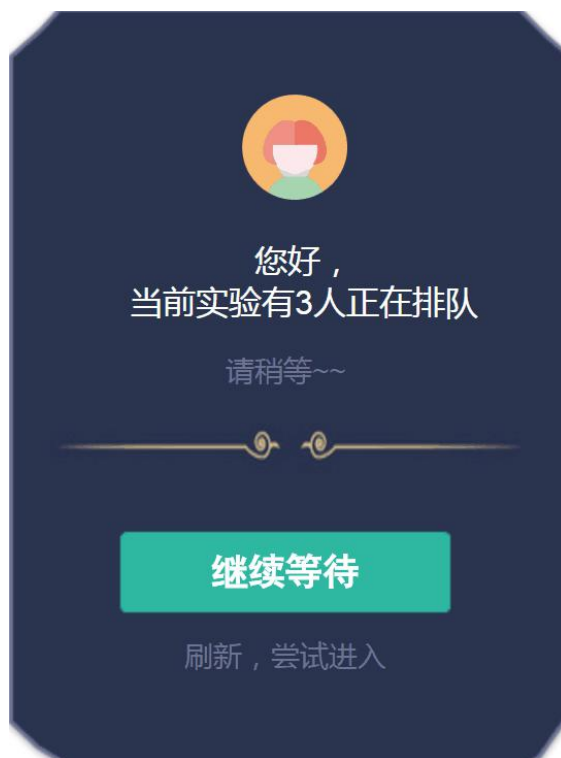 您好，
当前实验有3人正在排队
请稍等~~
继续等待
刷新，尝试进入